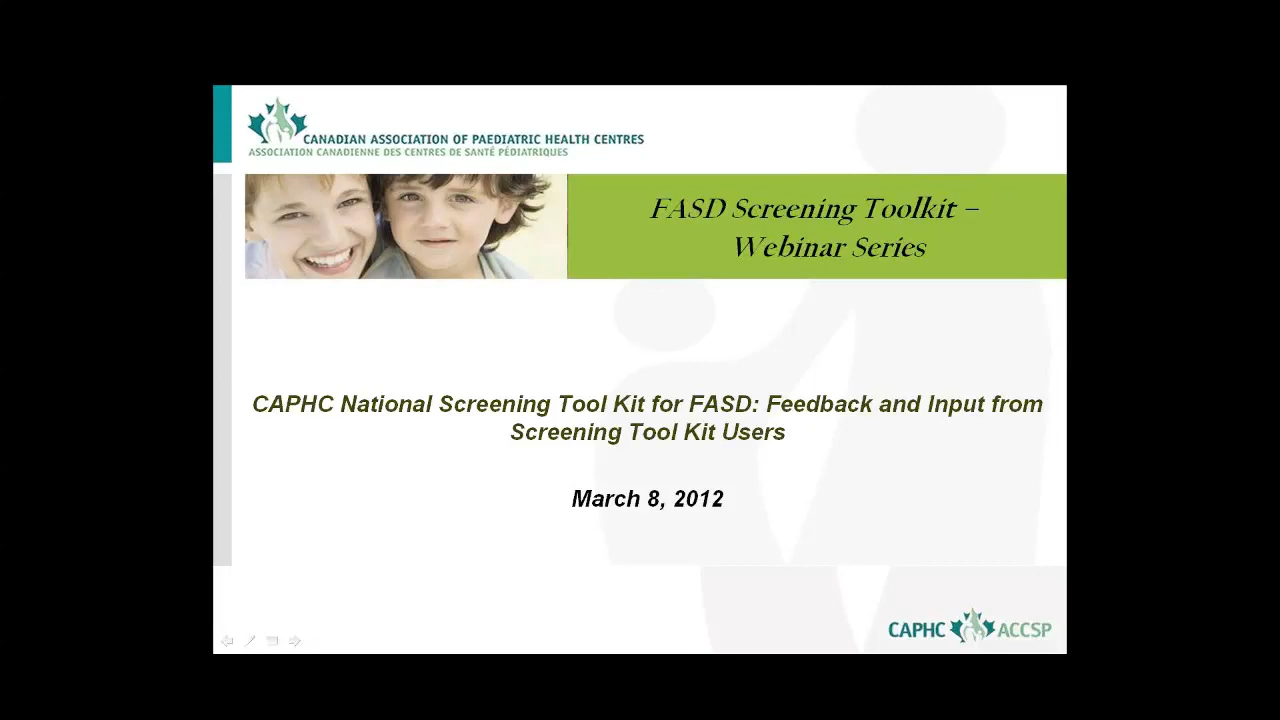 CANADIAN ASSOCIATION OF PAEDIATRIC HEALTH CENTRES
ASSOCIATION CANADIENNE DES CENTRES DE SANTÉ PÉDIATRIQUES
FASD Screening Toolkit –
Webinar Series
CAPHC National Screening Tool Kit for FASD: Feedback and Input from
Screening Tool Kit Users
March 8, 2012
CAPHC ACCSP